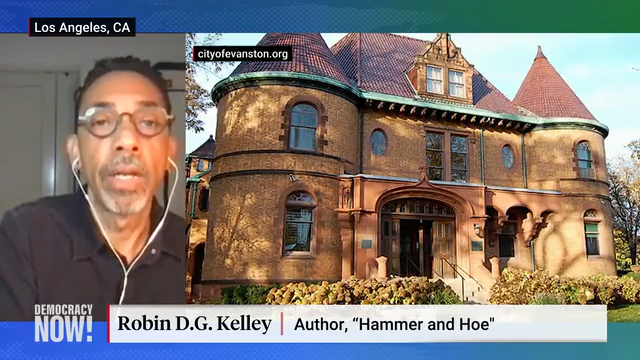 Los Angeles, CA
cityofevanston.org
DEMOCRACY
NOW!
Robin D.G. Kelley | Author, “Hammer and Hoe"